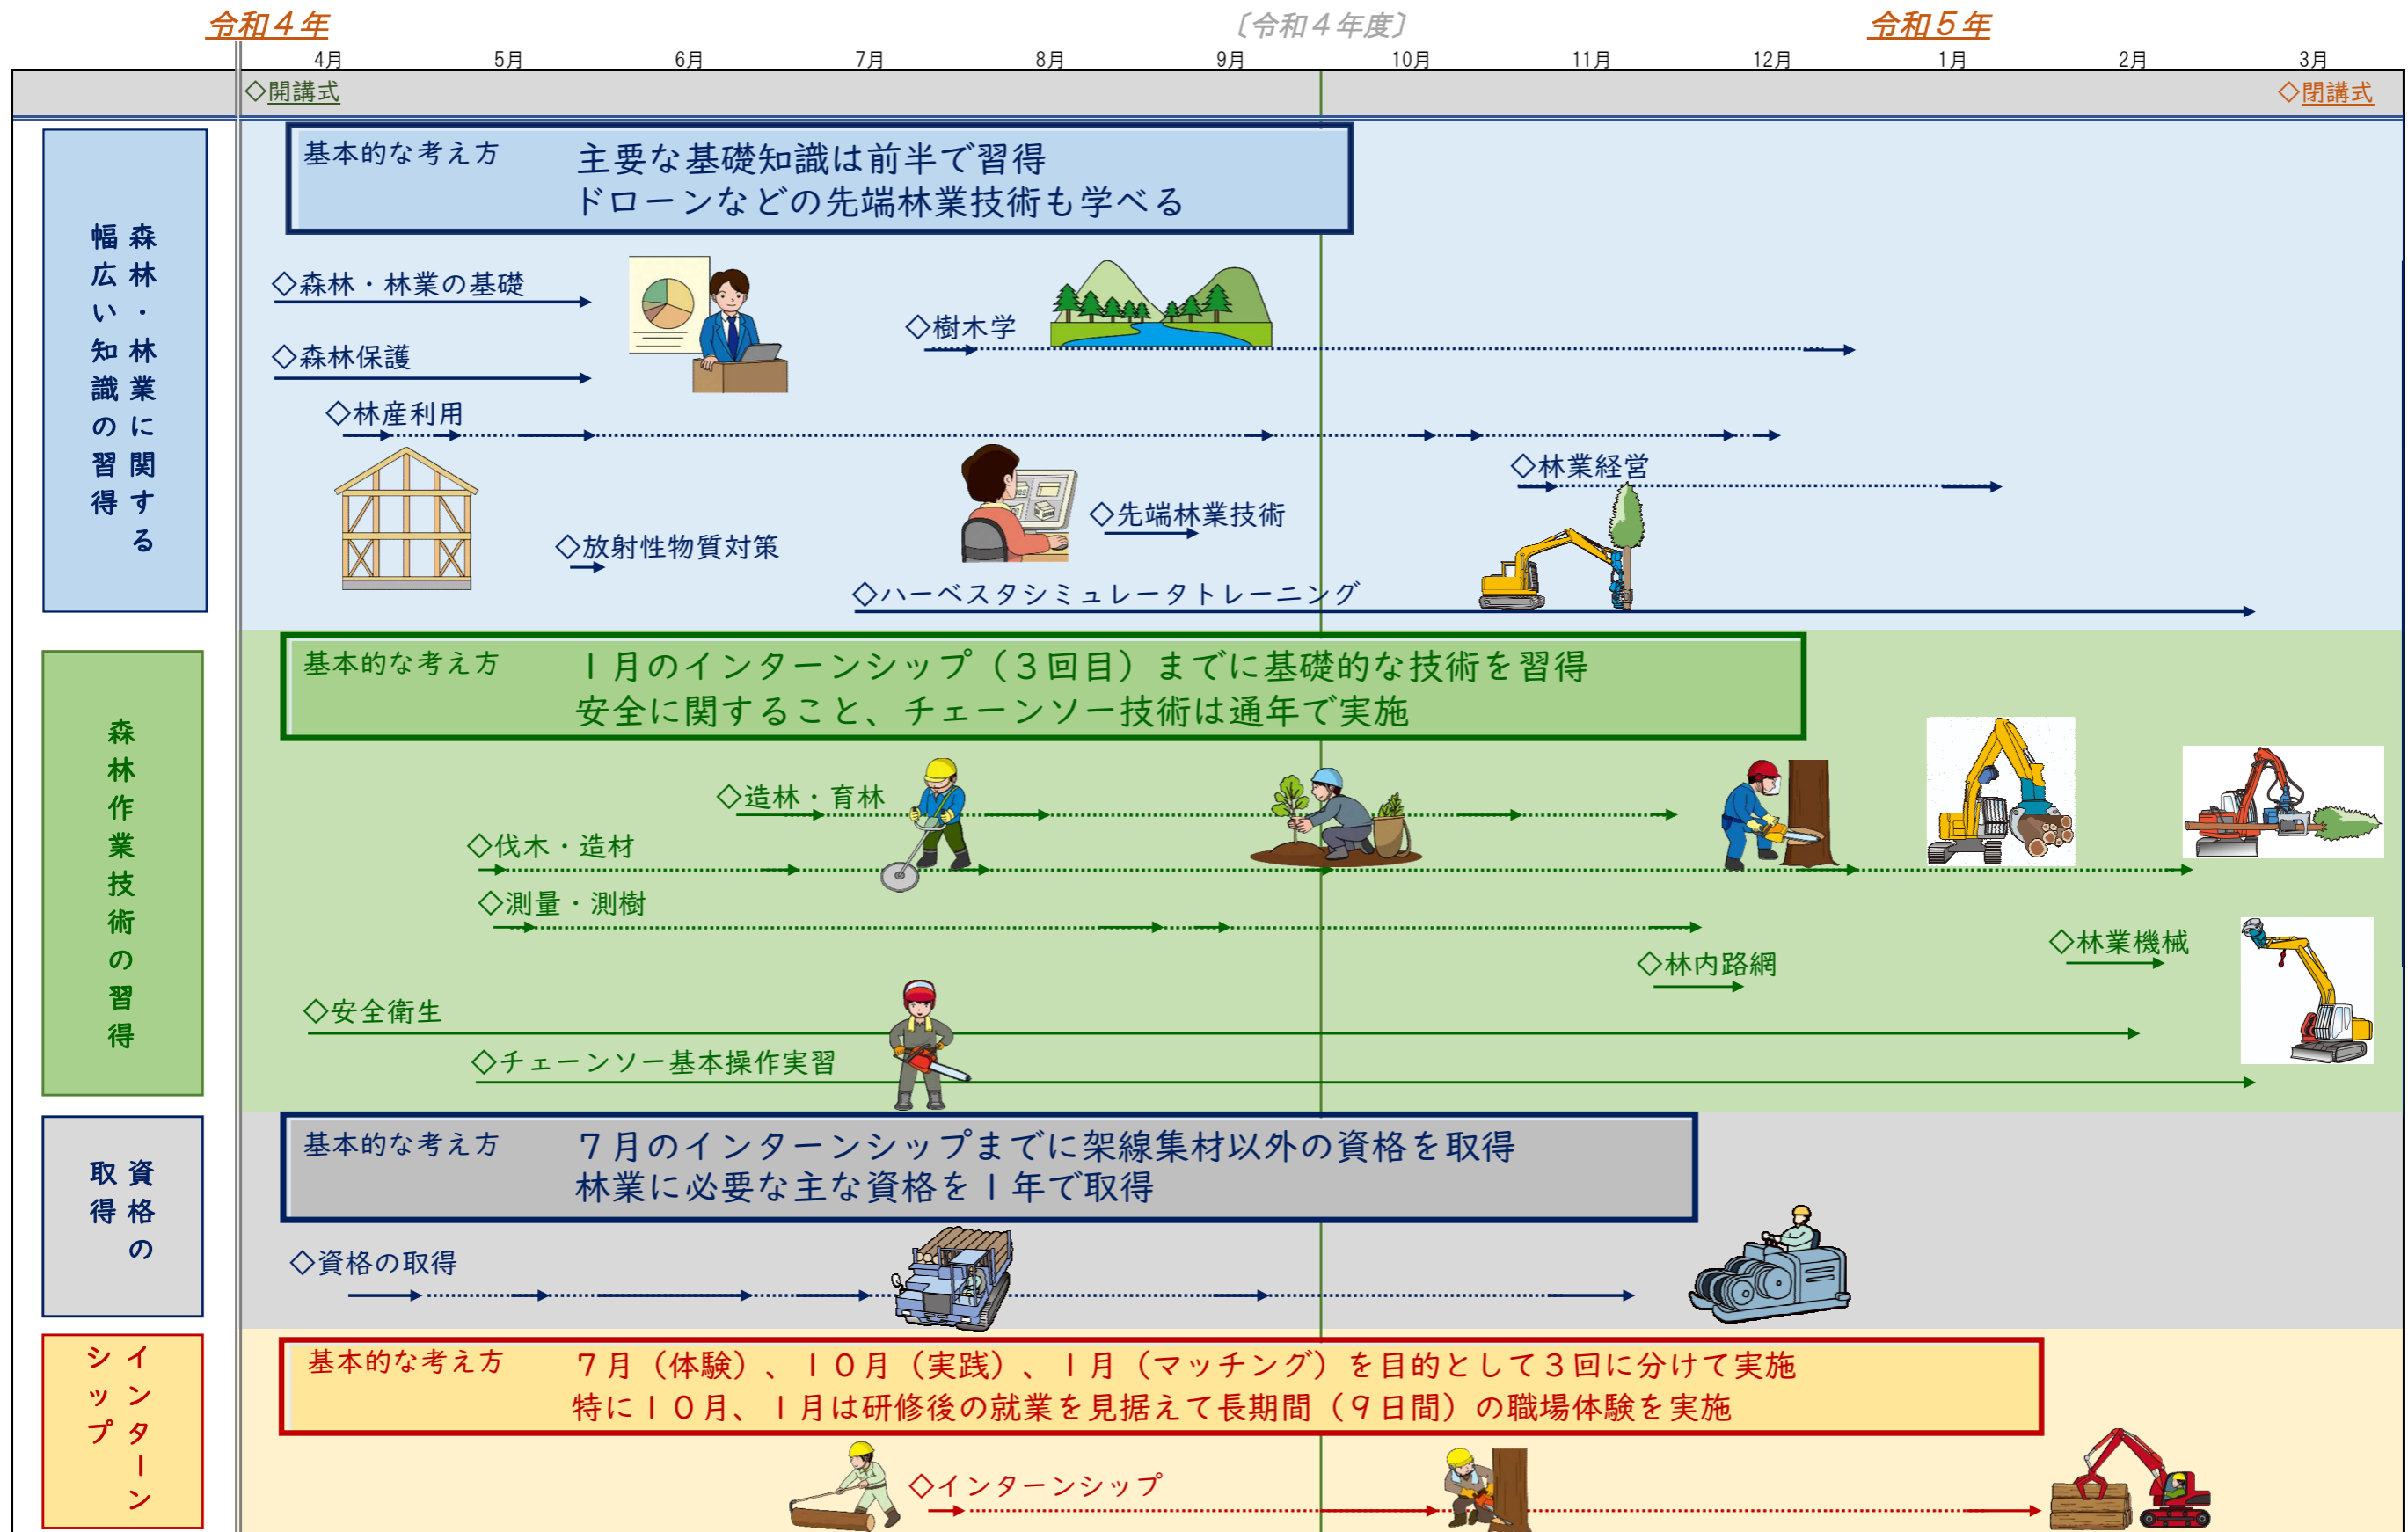 令和４年
〔令和４年度〕
令和５年
4月 5月 6月 7月 8月 9月 10月 11月 12月 1月 2月 3月
◇開講式
◇閉講式
森林・林業に関する
幅広い知識の習得
基本的な考え方
主要な基礎知識は前半で習得
ドローンなどの先端林業技術も学べる
◇森林・林業の基礎
◇樹木学
◇森林保護
◇林産利用
◇林業経営
◇先端林業技術
◇放射性物質対策
◇ハーベスタシミュレータトレーニング
森林作業技術の習得
基本的な考え方
１月のインターンシップ（３回目）までに基礎的な技術を習得
安全に関すること、チェーンソー技術は通年で実施
◇造林・育林
◇伐木・造材
◇測量・測樹
◇林業機械
◇林内路網
◇安全衛生
◇チェーンソー基本操作実習
資格の
取得
基本的な考え方
７月のインターンシップまでに架線集材以外の資格を取得
林業に必要な主な資格を１年で取得
◇資格の取得
インターン
シップ
基本的な考え方
７月（体験）、１０月（実践）、１月（マッチング）を目的として３回に分けて実施
特に１０月、１月は研修後の就業を見据えて長期間（９日間）の職場体験を実施
◇インターンシップ